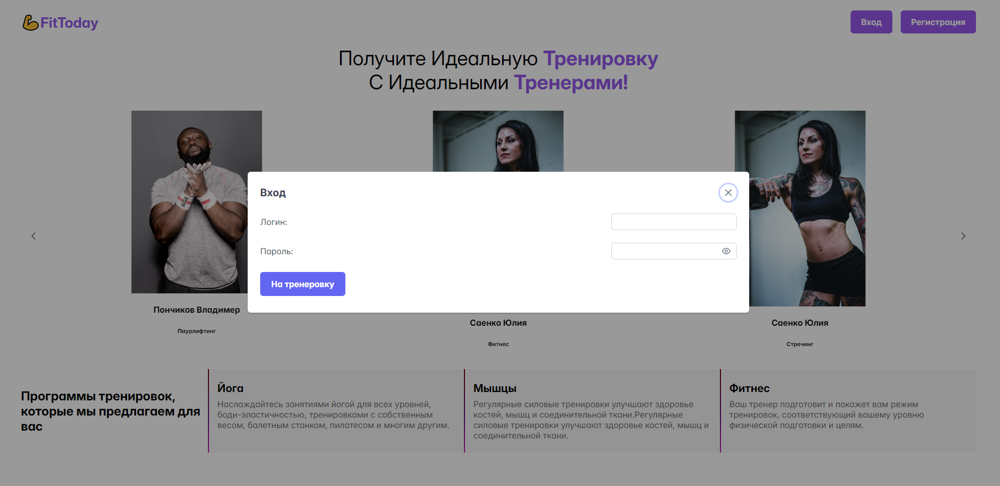 FitToday
Вход
Регистрация
Получите Идеальную Тренировку
С Идеальными Тренерами!
Вход
Логин:
Пароль:
На тренеровку
Пончиков Владимер
Паурлифтинг
Саенко Юлия
Фитнес
Саенко Юлия
Стречинг
Программы тренировок,
которые мы предлагаем для
вас
Йога
Наслаждайтесь занятиями йогой для всех уровней,
боди-эластичностью, тренировками с собственным
весом, балетным станком, пилатесом и многим другим.
Мышцы
Регулярные силовые тренировки улучшают здоровье
костей, мышц и соединительной ткани.Регулярные
силовые тренировки улучшают здоровье костей, мышц и
соединительной ткани.
Фитнес
Ваш тренер подготовит и покажет вам режим
тренировок, соответствующий вашему уровню
физической подготовки и целям.